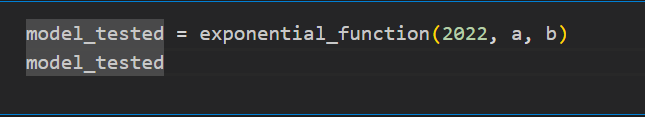 model_tested = exponential_function(2022, a, b)
model_tested